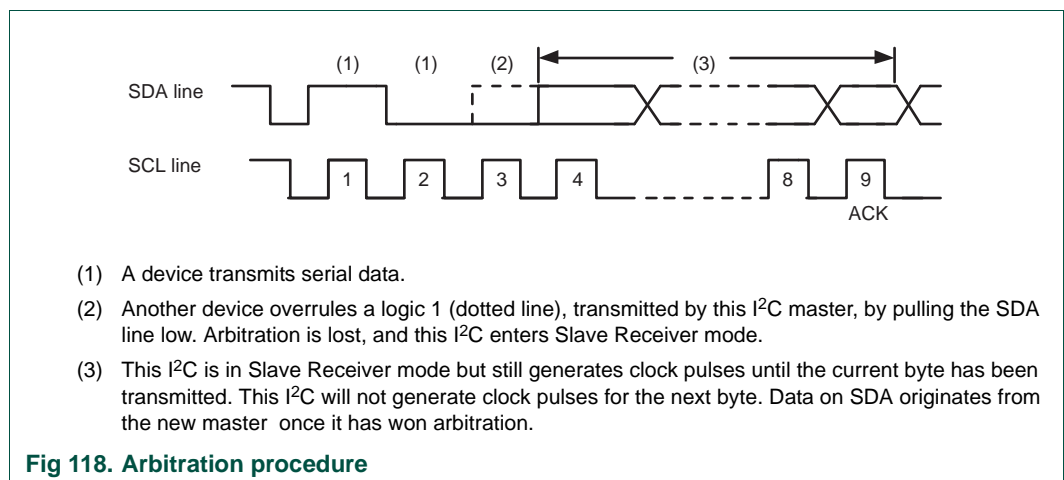 (1) (1) (2) (3)
SDA line
SCL line
1 2 3 4 8 9
ACK
(1) A device transmits serial data.
(2) Another device overrules a logic 1 (dotted line), transmitted by this I2C master, by pulling the SDA
line low. Arbitration is lost, and this I2C enters Slave Receiver mode.
(3) This I2C is in Slave Receiver mode but still generates clock pulses until the current byte has been
transmitted. This I2C will not generate clock pulses for the next byte. Data on SDA originates from
the new master once it has won arbitration.
Fig 118. Arbitration procedure